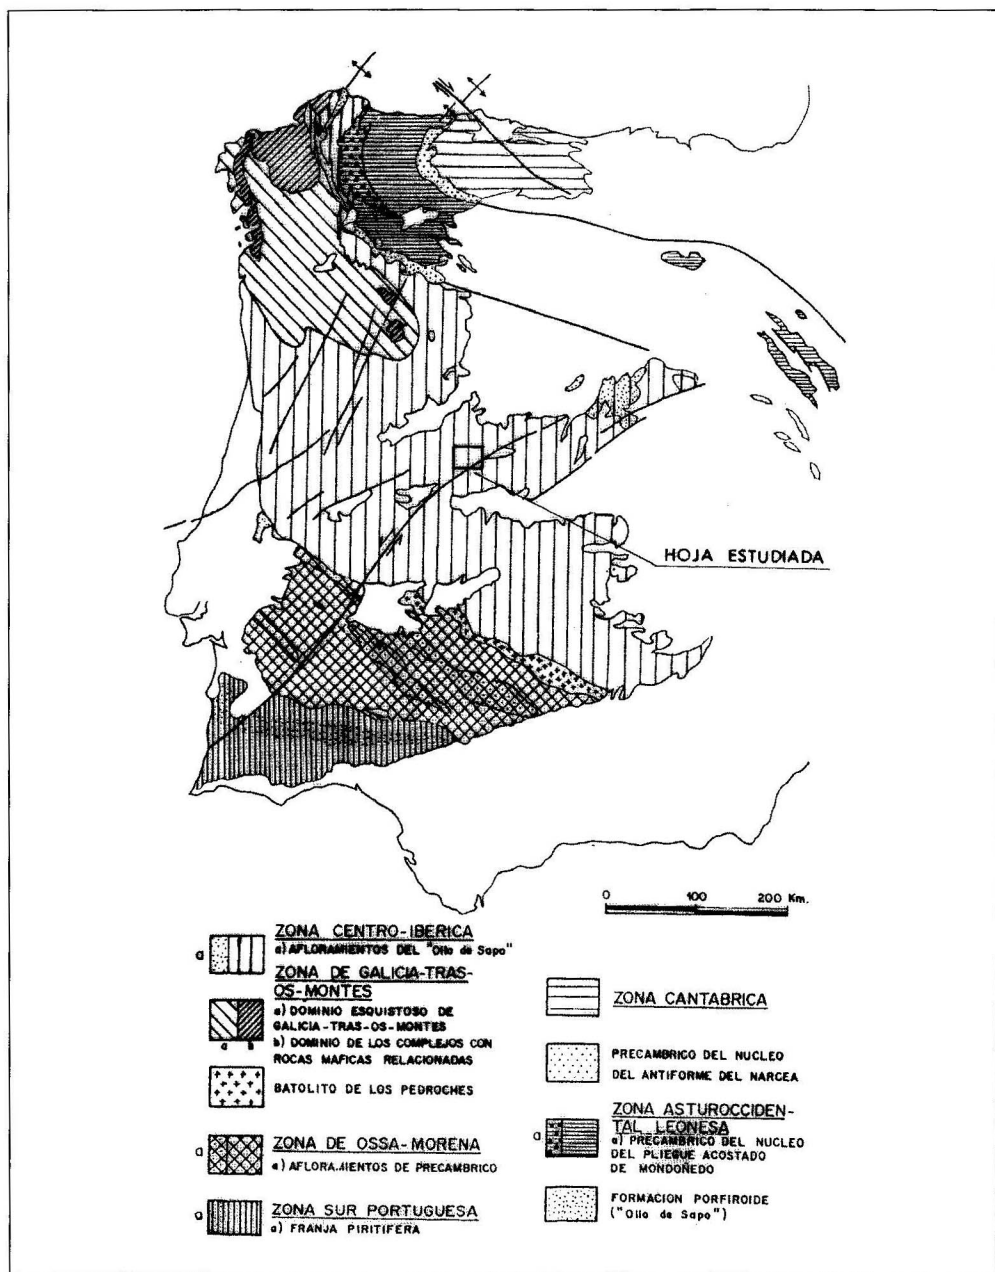 HOJA ESTUDIADA
0 100 200 Km.
a
ZONA CENTRO-IBERICA
a) AFLORAMIENTOS DEL "Ollo de Sapo"
ZONA DE GALICIA-TRAS-
OS-MONTES
a) DOMINIO ESQUISTOSO DE
GALICIA-TRAS-OS-MONTES
b) DOMINIO DE LOS COMPLEJOS CON
ROCAS MAFICAS RELACIONADAS
a b
BATOLITO DE LOS PEDROCHES
a
ZONA DE OSSA-MORENA
a) AFLORAMIENTOS DE PRECAMBRICO
a
ZONA SUR PORTUGUESA
a) FRANJA PIRITIFERA
ZONA CANTABRICA
PRECAMBRICO DEL NUCLEO
DEL ANTIFORME DEL NARCEA
a
ZONA ASTUROCCIDEN-
TAL LEONESA
a) PRECAMBRICO DEL NUCLEO
DEL PLIEGUE ACOSTADO
DE MONDOÑEDO
FORMACION PORFIROIDE
("Ollo de Sapo")